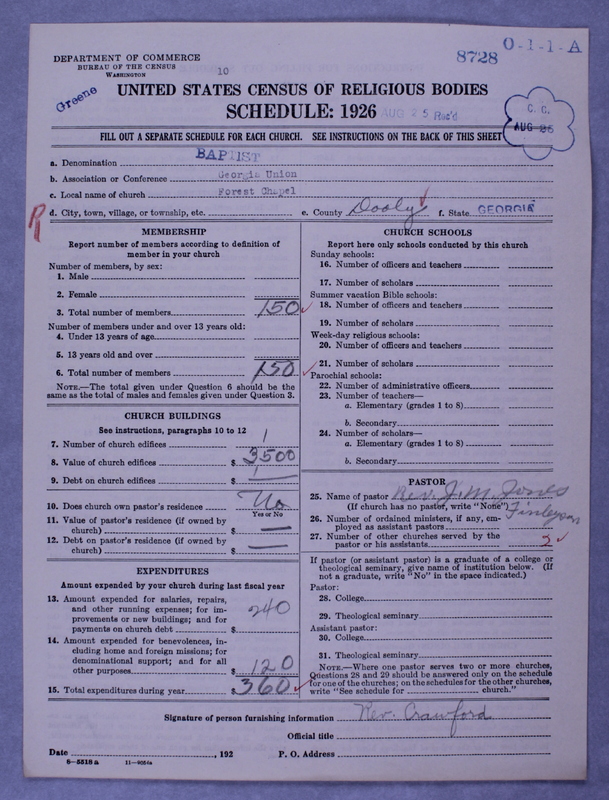 DEPARTMENT OF COMMERCE
BUREAU OF THE CENSUS
WASHINGTON
10
8728
O-1-1-A
Greene
UNITED STATES CENSUS OF RELIGIOUS BODIES
SCHEDULE: 1926
AUG 25 Rec'd
C. C.
AUG 26
FILL OUT A SEPARATE SCHEDULE FOR EACH CHURCH. SEE INSTRUCTIONS ON THE BACK OF THIS SHEET
a. Denomination BAPTIST
b. Association or Conference Georgia Union
c. Local name of church Forest Chapel
R
d. City, town, village, or township, etc. e. County Dooly f. State GEORGIA
MEMBERSHIP
Report number of members according to definition of
member in your church
Number of members, by sex:
1. Male
2. Female
3. Total number of members 150
Number of members under and over 13 years old:
4. Under 13 years of age
5. 13 years old and over
6. Total number of members 150
NOTE.—The total given under Question 6 should be the
same as the total of males and females given under Question 3.
CHURCH BUILDINGS
See instructions, paragraphs 10 to 12
7. Number of church edifices 1
8. Value of church edifices $ 3500
9. Debt on church edifices $
10. Does church own pastor's residence No
Yes or No
11. Value of pastor's residence (if owned by
church) $ —
12. Debt on pastor's residence (if owned by
church) $ —
EXPENDITURES
Amount expended by your church during last fiscal year
13. Amount expended for salaries, repairs,
and other running expenses; for im-
provements or new buildings; and for
payments on church debt $ 240
14. Amount expended for benevolences, in-
cluding home and foreign missions; for
denominational support; and for all
other purposes $ 120
15. Total expenditures during year $ 360
CHURCH SCHOOLS
Report here only schools conducted by this church
Sunday schools:
16. Number of officers and teachers
17. Number of scholars
Summer vacation Bible schools:
18. Number of officers and teachers
19. Number of scholars
Week-day religious schools:
20. Number of officers and teachers
21. Number of scholars
Parochial schools:
22. Number of administrative officers
23. Number of teachers—
a. Elementary (grades 1 to 8)
b. Secondary
24. Number of scholars—
a. Elementary (grades 1 to 8)
b. Secondary
PASTOR
25. Name of pastor Rev. J. M. Jones
(If church has no pastor, write "None") Finleyson
26. Number of ordained ministers, if any, em-
ployed as assistant pastors
27. Number of other churches served by the
pastor or his assistants 3
If pastor (or assistant pastor) is a graduate of a college or
theological seminary, give name of institution below. (If
not a graduate, write "No" in the space indicated.)
Pastor:
28. College
29. Theological seminary
Assistant pastor:
30. College
31. Theological seminary
NOTE.—Where one pastor serves two or more churches,
Questions 28 and 29 should be answered only on the schedule
for one of the churches; on the schedules for the other churches,
write "See schedule for church."
Signature of person furnishing information Rev. Crawford
Official title
Date , 192 P. O. Address
8-5518a 11-9054a